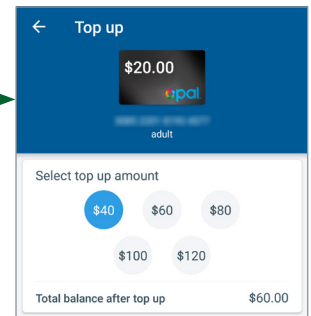 ← Top up
$20.00
opal
adult
Select top up amount
$40 $60 $80
$100 $120
Total balance after top up $60.00